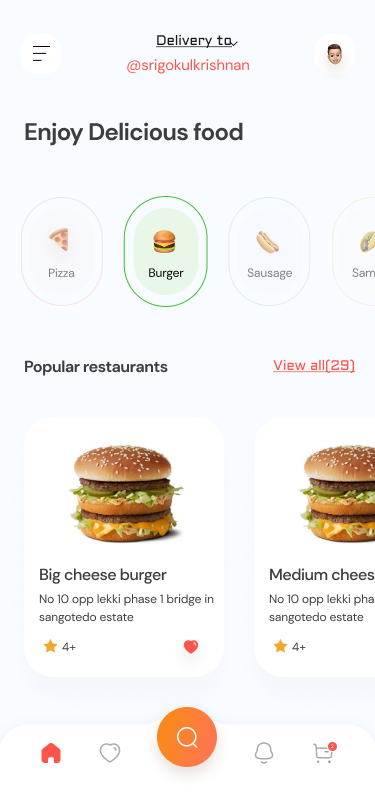 Delivery to
@srigokulkrishnan
Enjoy Delicious food
Pizza
Burger
Sausage
Sam
Popular restaurants
View all(29)
Big cheese burger
No 10 opp lekki phase 1 bridge in
sangotedo estate
4+
Medium chees
No 10 opp lekki pha
sangotedo estate
4+